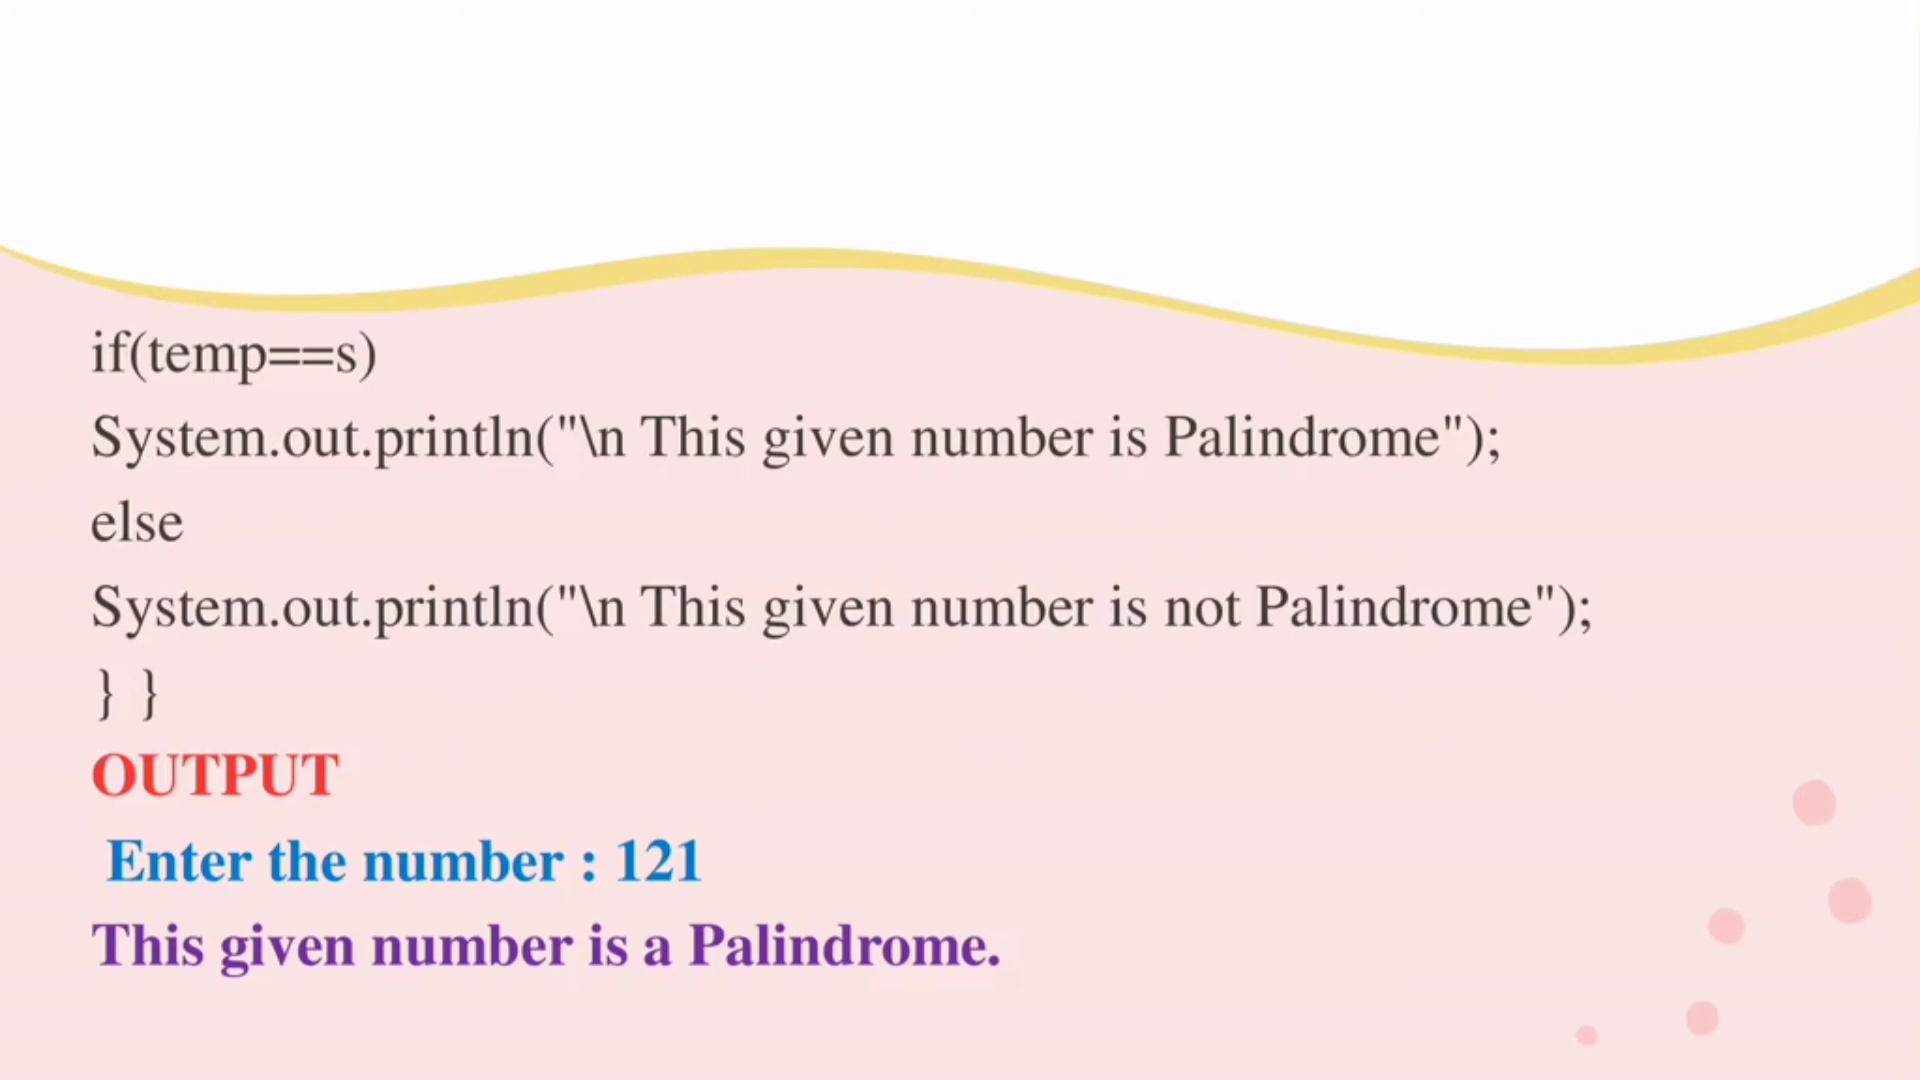 if(temp==s)
System.out.println("\n This given number is Palindrome");
else
System.out.println("\n This given number is not Palindrome");
} }
OUTPUT
Enter the number : 121
This given number is a Palindrome.